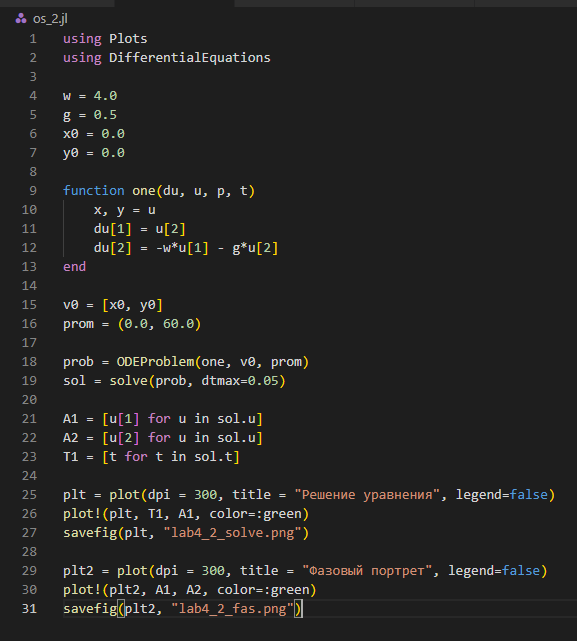 os_2.jl
1 using Plots
2 using DifferentialEquations
3
4 w = 4.0
5 g = 0.5
6 x0 = 0.0
7 y0 = 0.0
8
9 function one(du, u, p, t)
10     x, y = u
11     du[1] = u[2]
12     du[2] = -w*u[1] - g*u[2]
13 end
14
15 v0 = [x0, y0]
16 prom = (0.0, 60.0)
17
18 prob = ODEProblem(one, v0, prom)
19 sol = solve(prob, dtmax=0.05)
20
21 A1 = [u[1] for u in sol.u]
22 A2 = [u[2] for u in sol.u]
23 T1 = [t for t in sol.t]
24
25 plt = plot(dpi = 300, title = "Решение уравнения", legend=false)
26 plot!(plt, T1, A1, color=:green)
27 savefig(plt, "lab4_2_solve.png")
28
29 plt2 = plot(dpi = 300, title = "Фазовый портрет", legend=false)
30 plot!(plt2, A1, A2, color=:green)
31 savefig(plt2, "lab4_2_fas.png")